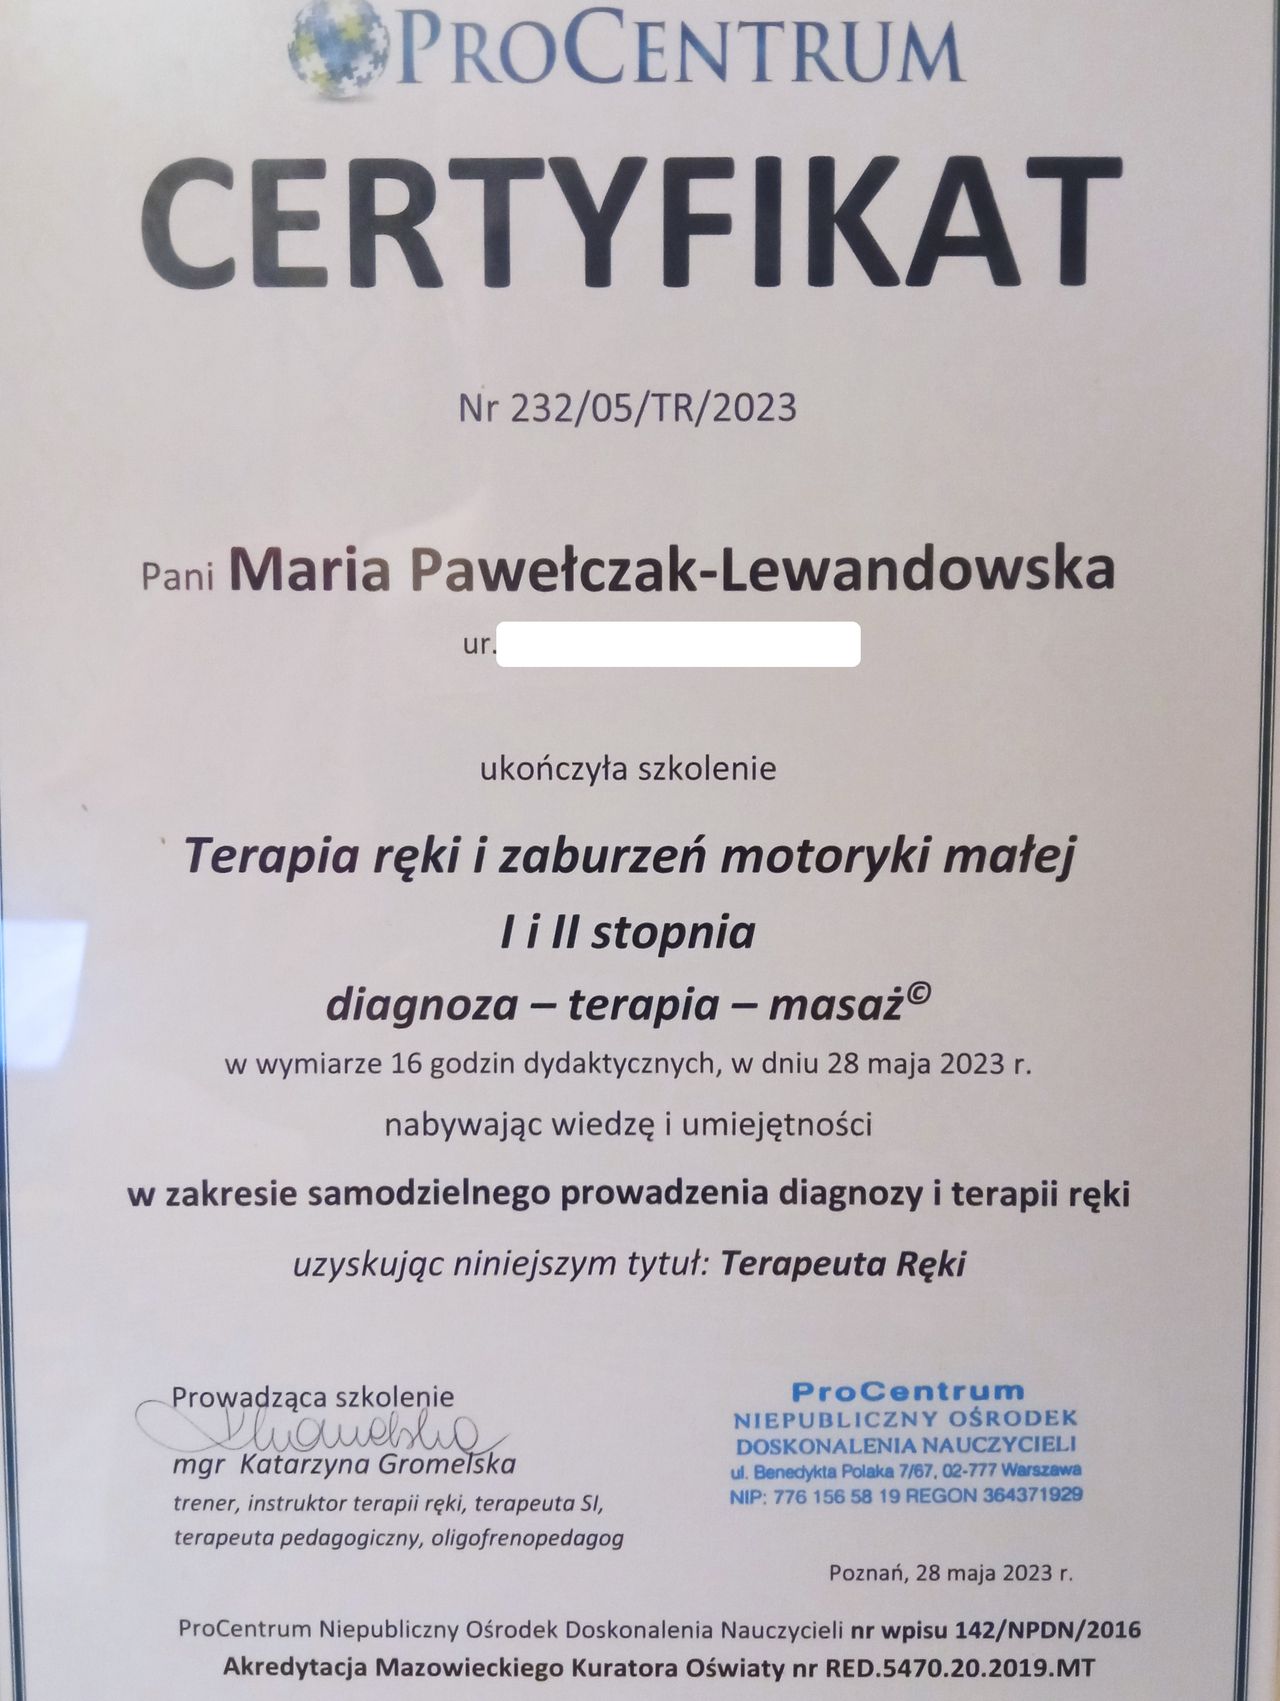 PROCENTRUM
CERTYFIKAT
Nr 232/05/TR/2023
Pani Maria Pawełczak-Lewandowska
ur.
ukończyła szkolenie
Terapia ręki i zaburzeń motoryki małej
I i II stopnia
diagnoza – terapia – masaż©
w wymiarze 16 godzin dydaktycznych, w dniu 28 maja 2023 r.
nabywając wiedzę i umiejętności
w zakresie samodzielnego prowadzenia diagnozy i terapii ręki
uzyskując niniejszym tytuł: Terapeuta Ręki
Prowadząca szkolenie
mgr Katarzyna Gromelska
trener, instruktor terapii ręki, terapeuta SI,
terapeuta pedagogiczny, oligofrenopedagog
ProCentrum
NIEPUBLICZNY OŚRODEK
DOSKONALENIA NAUCZYCIELI
ul. Benedykta Polaka 7/67, 02-777 Warszawa
NIP: 776 156 58 19 REGON 364371929
Poznań, 28 maja 2023 r.
ProCentrum Niepubliczny Ośrodek Doskonalenia Nauczycieli nr wpisu 142/NPDN/2016
Akredytacja Mazowieckiego Kuratora Oświaty nr RED.5470.20.2019.MT